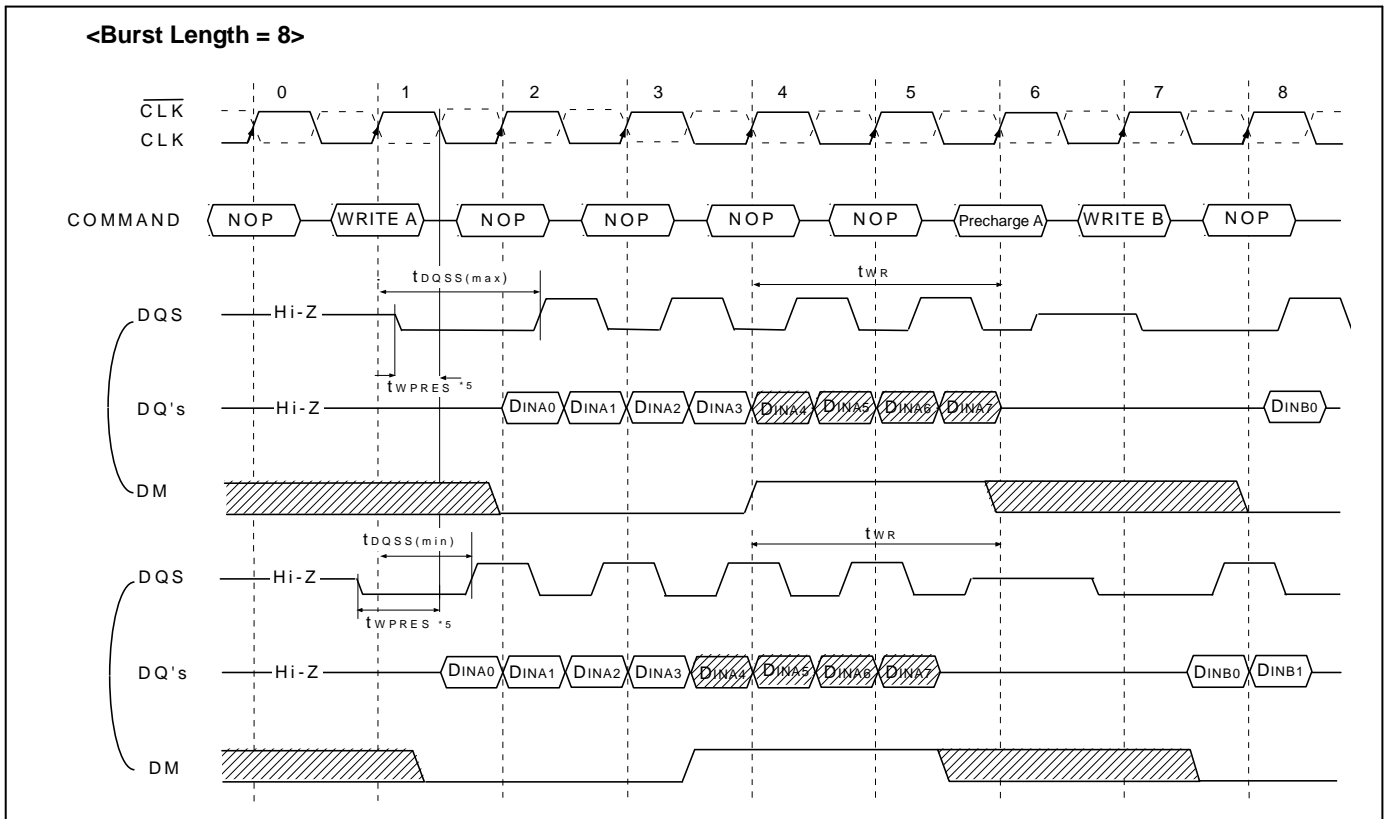 <Burst Length = 8>
0 1 2 3 4 5 6 7 8
CLK
CLK
COMMAND NOP WRITE A NOP NOP NOP NOP Precharge A WRITE B NOP
tDQSS(max) tWR
DQS Hi-Z
tWPRES *5
DQ's Hi-Z DINA0 DINA1 DINA2 DINA3 DINA4 DINA5 DINA6 DINA7 DINB0
DM
tDQSS(min) tWR
DQS Hi-Z
tWPRES *5
DQ's Hi-Z DINA0 DINA1 DINA2 DINA3 DINA4 DINA5 DINA6 DINA7 DINB0 DINB1
DM